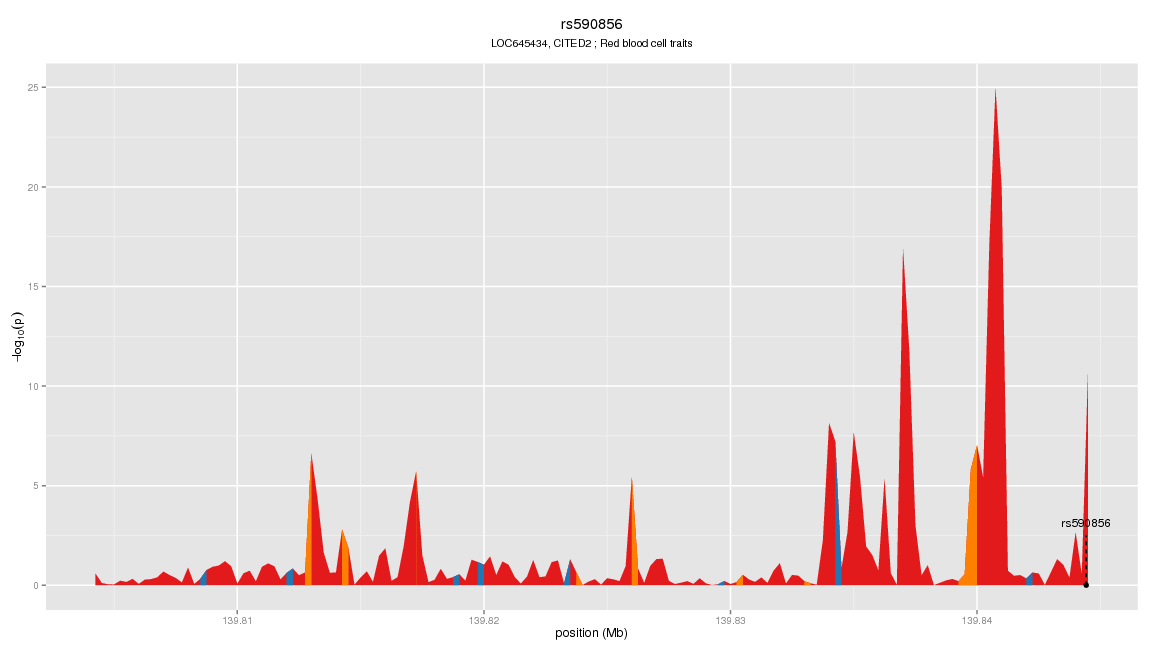 rs590856
LOC645434, CITED2 ; Red blood cell traits
25
20
15
10
5
0
−log10(p)
rs590856
139.81 139.82 139.83 139.84
position (Mb)